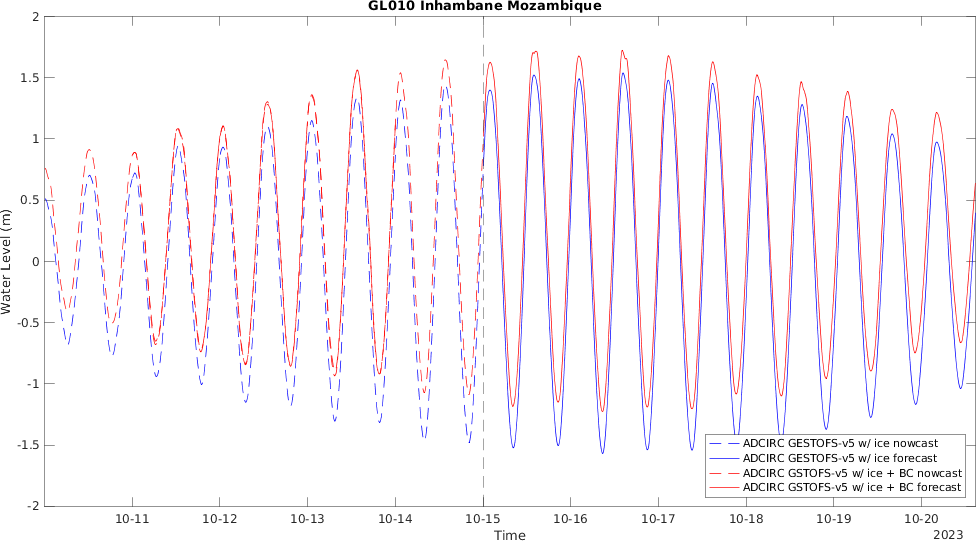 GL010 Inhambane Mozambique
2
1.5
1
0.5
0
-0.5
-1
-1.5
-2
Water Level (m)
10-11 10-12 10-13 10-14 10-15 10-16 10-17 10-18 10-19 10-20
Time
2023
ADCIRC GESTOFS-v5 w/ ice nowcast
ADCIRC GESTOFS-v5 w/ ice forecast
ADCIRC GSTOFS-v5 w/ ice + BC nowcast
ADCIRC GSTOFS-v5 w/ ice + BC forecast